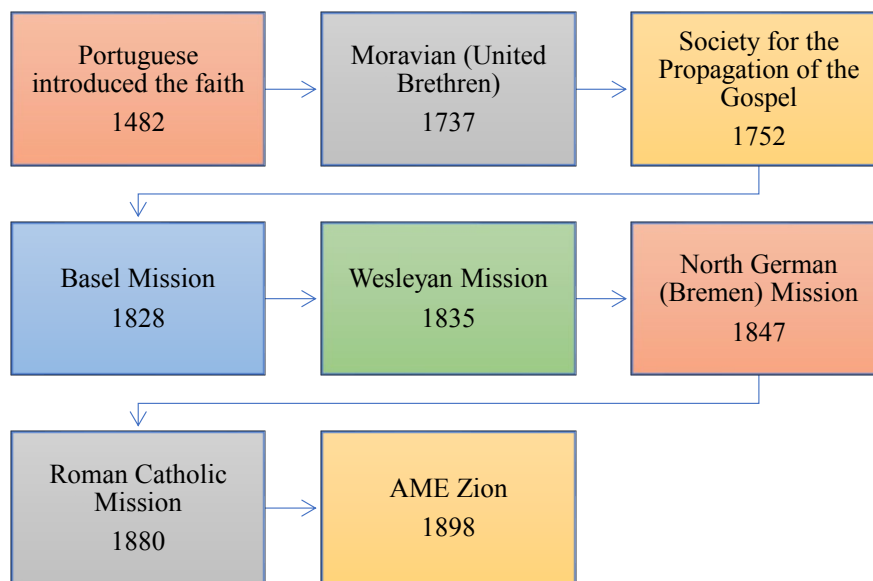 Portuguese
introduced the faith
1482
Moravian (United
Brethren)
1737
Society for the
Propagation of the
Gospel
1752
Basel Mission
1828
Wesleyan Mission
1835
North German
(Bremen) Mission
1847
Roman Catholic
Mission
1880
AME Zion
1898